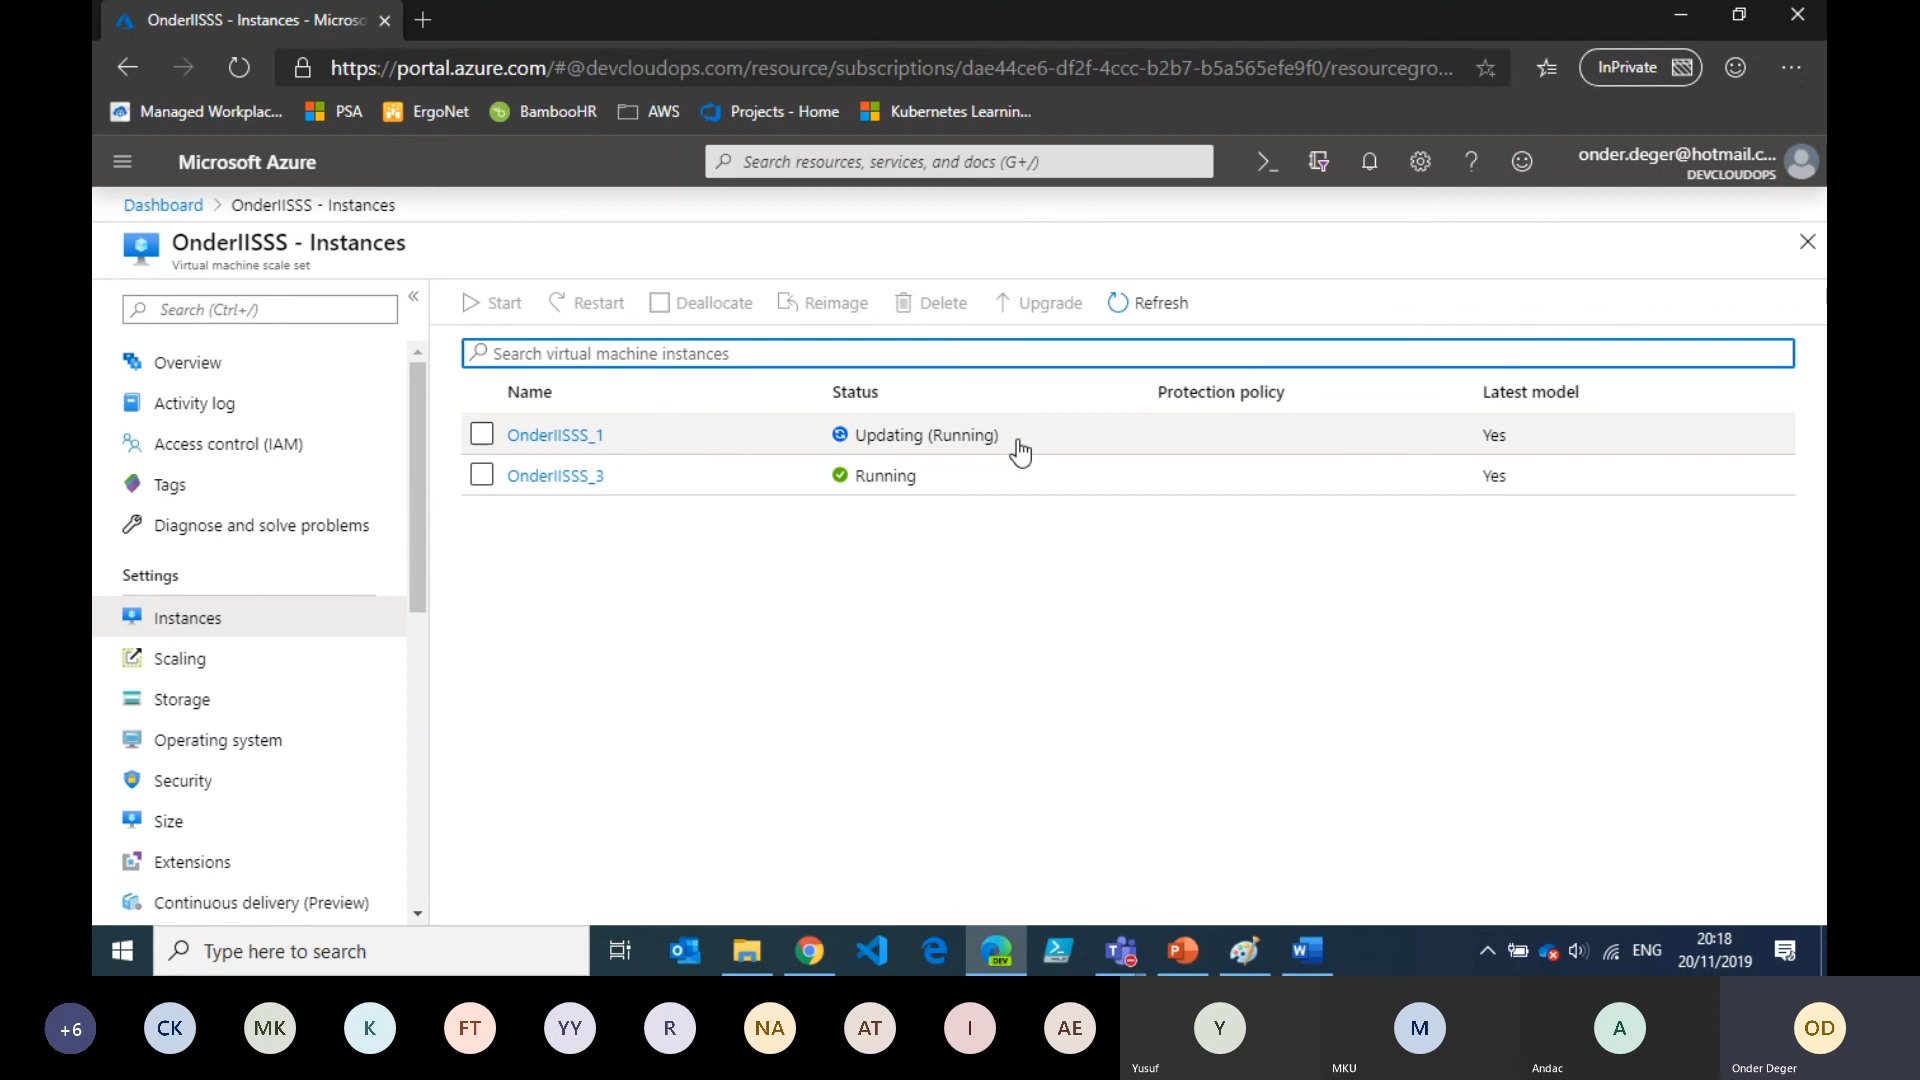 OnderIISSS - Instances - Microso
https://portal.azure.com/#@devcloudops.com/resource/subscriptions/dae44ce6-df2f-4ccc-b2b7-b5a565efe9f0/resourcegro...
InPrivate
Managed Workplac...
PSA
ErgoNet
BambooHR
AWS
Projects - Home
Kubernetes Learnin...
Microsoft Azure
Search resources, services, and docs (G+/)
onder.deger@hotmail.c...
DEVCLOUDOPS
Dashboard > OnderIISSS - Instances
OnderIISSS - Instances
Virtual machine scale set
Search (Ctrl+/)
Start
Restart
Deallocate
Reimage
Delete
Upgrade
Refresh
Search virtual machine instances
Name Status Protection policy Latest model
OnderIISSS_1 Updating (Running) Yes
OnderIISSS_3 Running Yes
Overview
Activity log
Access control (IAM)
Tags
Diagnose and solve problems
Settings
Instances
Scaling
Storage
Operating system
Security
Size
Extensions
Continuous delivery (Preview)
Type here to search
DEV
ENG
20:18
20/11/2019
+6
CK
MK
K
FT
YY
R
NA
AT
I
AE
Y
Yusuf
M
MKU
A
Andac
OD
Onder Deger